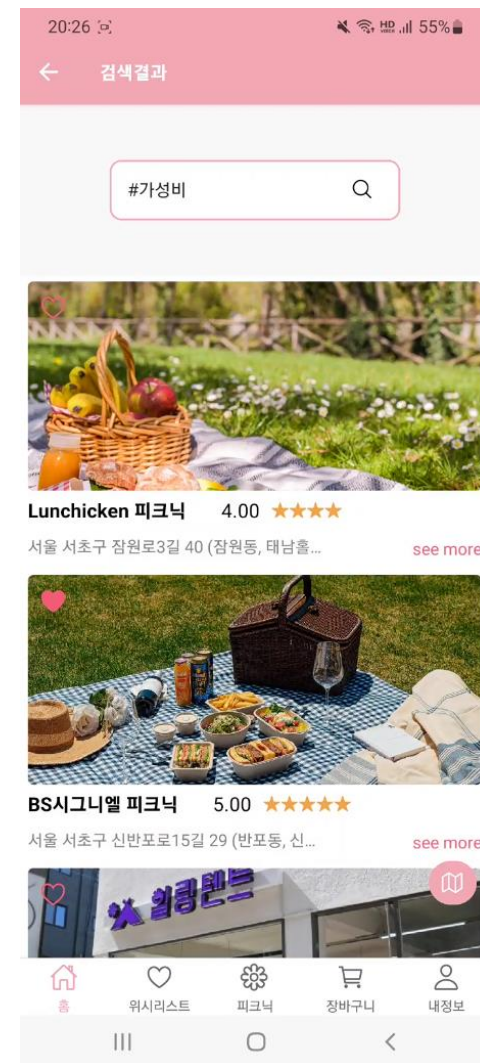 20:26 HD VOICE 55%
검색결과
#가성비
Lunchicken 피크닉 4.00 ★★★★
서울 서초구 잠원로3길 40 (잠원동, 태남홀...
see more
BS시그니엘 피크닉 5.00 ★★★★★
서울 서초구 신반포로15길 29 (반포동, 신...
see more
힐링텐트
홈 위시리스트 피크닉 장바구니 내정보